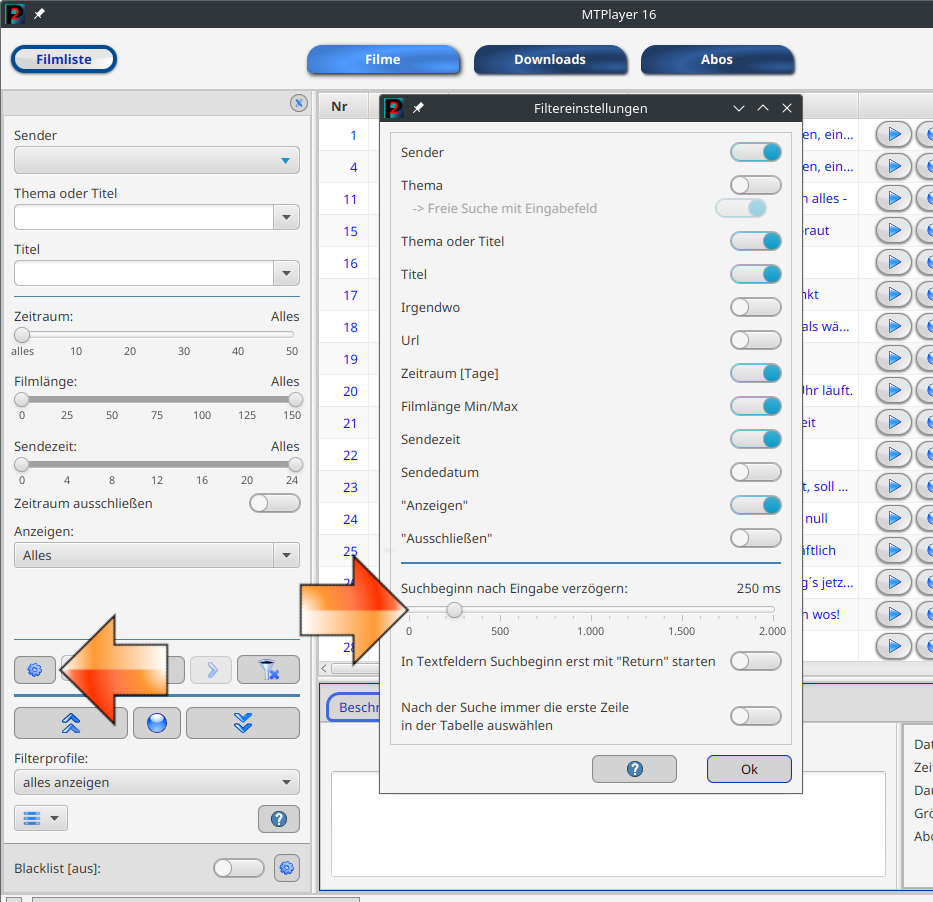 MTPlayer 16
Filmliste
Filme
Downloads
Abos
Sender
Thema oder Titel
Titel
Zeitraum:
Alles
alles 10 20 30 40 50
Filmlänge:
Alles
0 25 50 75 100 125 150
Sendezeit:
Alles
0 4 8 12 16 20 24
Zeitraum ausschließen
Anzeigen:
Alles
Filterprofile:
alles anzeigen
Blacklist [aus]:
Nr
1
4
11
15
16
17
18
19
20
21
22
23
24
25
Filtereinstellungen
Sender
Thema
-> Freie Suche mit Eingabefeld
Thema oder Titel
Titel
Irgendwo
Url
Zeitraum [Tage]
Filmlänge Min/Max
Sendezeit
Sendedatum
"Anzeigen"
"Ausschließen"
Suchbeginn nach Eingabe verzögern:
250 ms
0 500 1.000 1.500 2.000
In Textfeldern Suchbeginn erst mit "Return" starten
Nach der Suche immer die erste Zeile
in der Tabelle auswählen
Ok
en, ein...
en, ein...
alles -
raut
nkt
als wä...
Uhr läuft.
eit
t, soll ...
null
äftlich
g´s jetz...
n wos!
Beschr
Dat
Zei
Dau
Grö
Abo